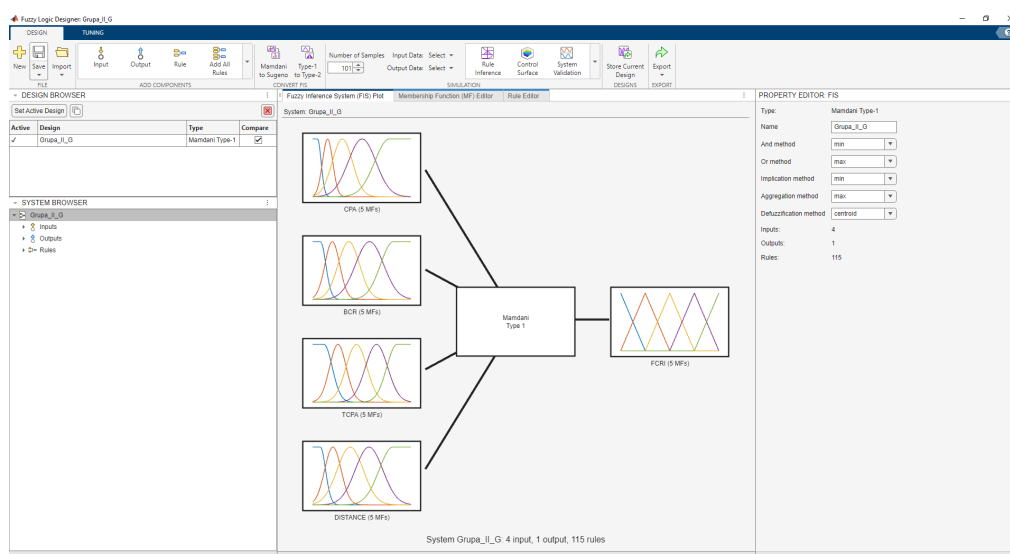 Fuzzy Logic Designer: Grupa_II_G
DESIGN TUNING
New Save Import Input Output Rule Add All Rules Mamdani to Sugeno Type-1 to Type-2 Number of Samples 101 Input Data: Select Output Data: Select Rule Inference Control Surface System Validation Store Current Design Export
FILE ADD COMPONENTS CONVERT FIS SIMULATION DESIGNS EXPORT
DESIGN BROWSER
Set Active Design
Active Design Type Compare
Grupa_II_G Mamdani Type-1
SYSTEM BROWSER
Grupa_II_G
Inputs
Outputs
Rules
Fuzzy Inference System (FIS) Plot Membership Function (MF) Editor Rule Editor
System: Grupa_II_G
CPA (5 MFs)
BCR (5 MFs)
TCPA (5 MFs)
DISTANCE (5 MFs)
Mamdani
Type 1
FCRI (5 MFs)
System Grupa_II_G: 4 input, 1 output, 115 rules
PROPERTY EDITOR: FIS
Type: Mamdani Type-1
Name Grupa_II_G
And method min
Or method max
Implication method min
Aggregation method max
Defuzzification method centroid
Inputs: 4
Outputs: 1
Rules: 115